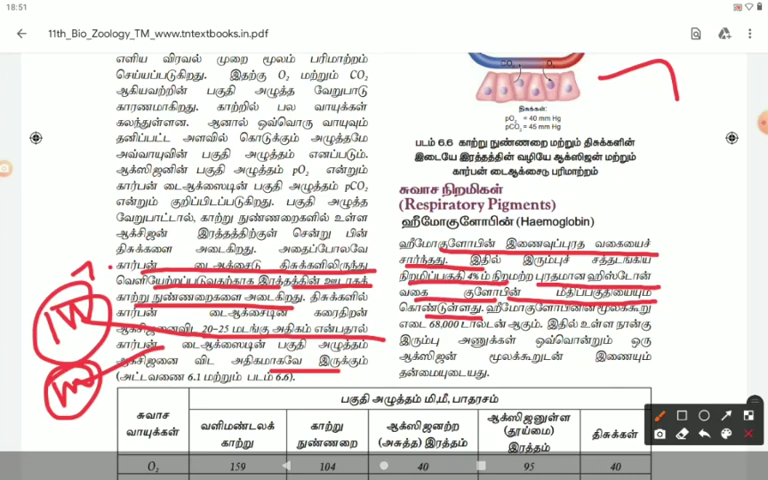 18:51
11th_Bio_Zoology_TM_www.tntextbooks.in.pdf
எளிய விரவல் முறை மூலம் பரிமாற்றம்
செய்யப்படுகிறது. இதற்கு O₂ மற்றும் CO₂
ஆகியவற்றின் பகுதி அழுத்த வேறுபாடு
காரணமாகிறது. காற்றில் பல வாயுக்கள்
கலந்துள்ளன. ஆனால் ஒவ்வொரு வாயுவும்
தனிப்பட்ட அளவில் கொடுக்கும் அழுத்தமே
அவ்வாயுவின் பகுதி அழுத்தம் எனப்படும்.
ஆக்ஸிஜனின் பகுதி அழுத்தம் pO₂ என்றும்
கார்பன் டைஆக்ஸைடின் பகுதி அழுத்தம் pCO₂
என்றும் குறிப்பிடப்படுகிறது. பகுதி அழுத்த
வேறுபாட்டால், காற்று நுண்ணறைகளில் உள்ள
ஆக்சிஜன் இரத்தத்திற்குள் சென்று பின்
திசுக்களை அடைகிறது. அதைப்போலவே
கார்பன் டைஆக்சைடு திசுக்களிலிருந்து
வெளியேற்றப்படுவதற்காக இரத்தத்தின் ஊடாகக்
காற்று நுண்ணறைகளை அடைகிறது. திசுக்களில்
கார்பன் டைஆக்சைடின் கரைதிறன்
ஆக்சிஜனைவிட 20-25 மடங்கு அதிகம் என்பதால்
கார்பன் டைஆக்ஸைடின் பகுதி அழுத்தம்
ஆக்சிஜனை விட அதிகமாகவே இருக்கும்
(அட்டவணை 6.1 மற்றும் படம் 6.6).
CO₂ O₂
திசுக்கள்:
pO₂ = 40 mm Hg
pCO₂ = 45 mm Hg
படம் 6.6 காற்று நுண்ணறை மற்றும் திசுக்களின்
இடையே இரத்தத்தின் வழியே ஆக்ஸிஜன் மற்றும்
கார்பன் டைஆக்சைடு பரிமாற்றம்
சுவாச நிறமிகள்
(Respiratory Pigments)
ஹீமோகுளோபின் (Haemoglobin)
ஹீமோகுளோபின் இணைவுப்புரத வகையைச்
சார்ந்தது. இதில் இரும்புச் சத்தடங்கிய
நிறமிப்பகுதி 4%ம் நிறமற்ற புரதமான ஹிஸ்டோன்
வகை குளோபின் மீதிப்பகுதியையும்
கொண்டுள்ளது. ஹீமோகுளோபினின் மூலக்கூறு
எடை 68,000 டால்டன் ஆகும். இதில் உள்ள நான்கு
இரும்பு அணுக்கள் ஒவ்வொன்றும் ஒரு
ஆக்ஸிஜன் மூலக்கூறுடன் இணையும்
தன்மையுடையது.
பகுதி அழுத்தம் மி.மீ, பாதரசம்
சுவாச வாயுக்கள் வளிமண்டலக் காற்று காற்று நுண்ணறை ஆக்ஸிஜனற்ற (அசுத்த) இரத்தம் ஆக்ஸிஜனுள்ள (தூய்மை) இரத்தம் திசுக்கள்
O₂ 159 104 40 95 40